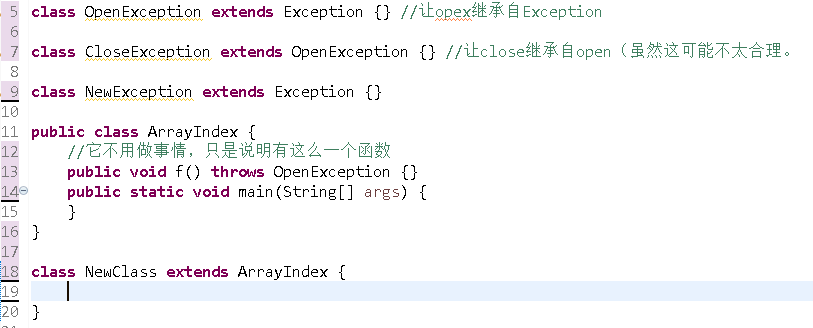 5 class OpenException extends Exception {} //让opex继承自Exception
6
7 class CloseException extends OpenException {} //让close继承自open（虽然这可能不太合理。
8
9 class NewException extends Exception {}
10
11 public class ArrayIndex {
12 //它不用做事情，只是说明有这么一个函数
13 public void f() throws OpenException {}
14 public static void main(String[] args) {
15 }
16 }
17
18 class NewClass extends ArrayIndex {
19
20 }